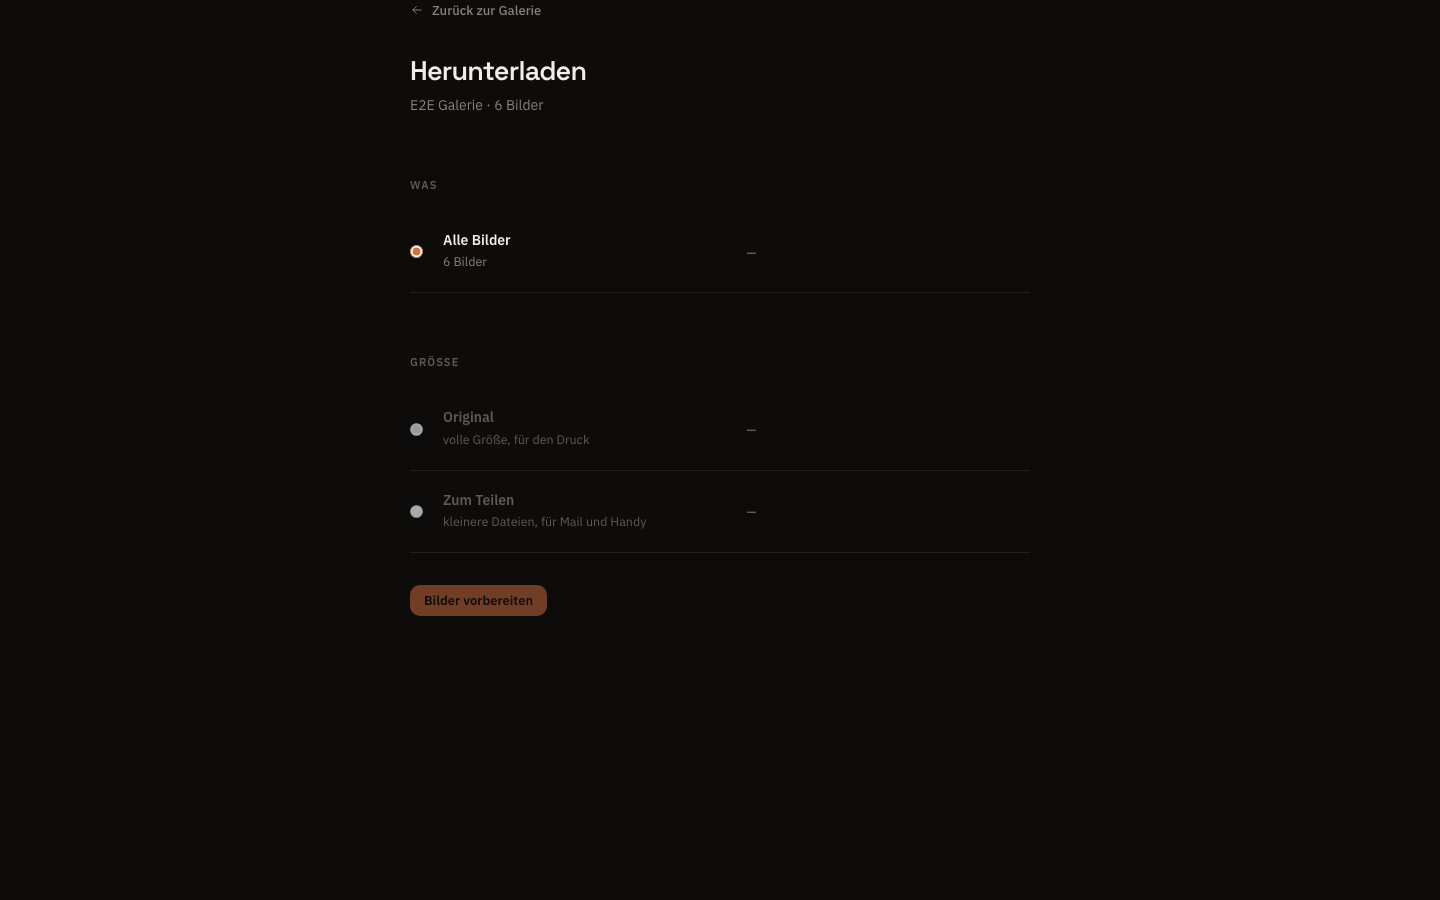 ← Zurück zur Galerie
Herunterladen
E2E Galerie · 6 Bilder
WAS
Alle Bilder
6 Bilder
–
GRÖSSE
Original
volle Größe, für den Druck
–
Zum Teilen
kleinere Dateien, für Mail und Handy
–
Bilder vorbereiten